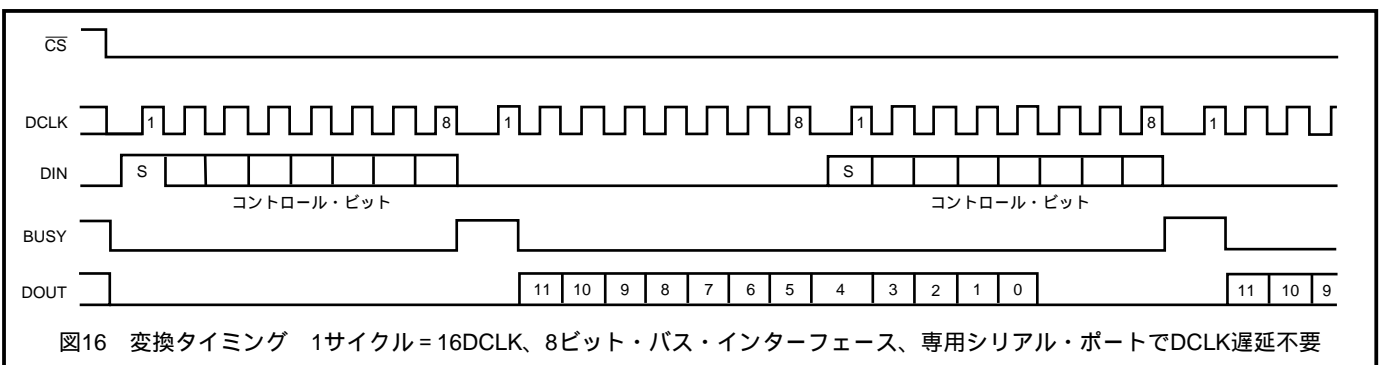 CS
DCLK 1 8 1 8 1 8 1
DIN S S
コントロール・ビット コントロール・ビット
BUSY
DOUT 11 10 9 8 7 6 5 4 3 2 1 0 11 10 9
図16 変換タイミング 1サイクル = 16DCLK、8ビット・バス・インターフェース、専用シリアル・ポートでDCLK遅延不要